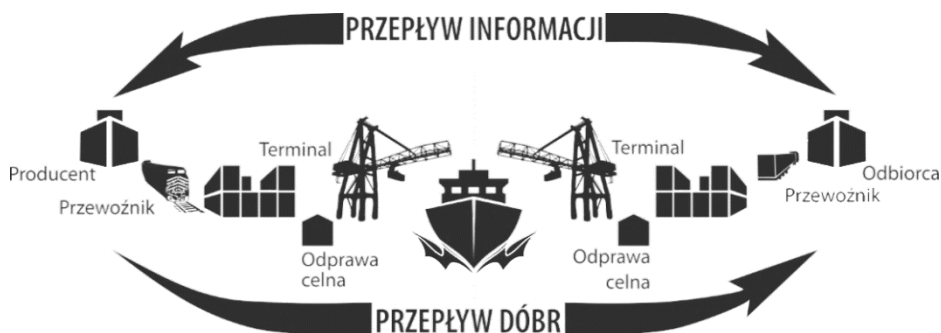 PRZEPŁYW INFORMACJI
Producent
Przewoźnik
Terminal
Odprawa
celna
Terminal
Odprawa
celna
Przewoźnik
Odbiorca
PRZEPŁYW DÓBR